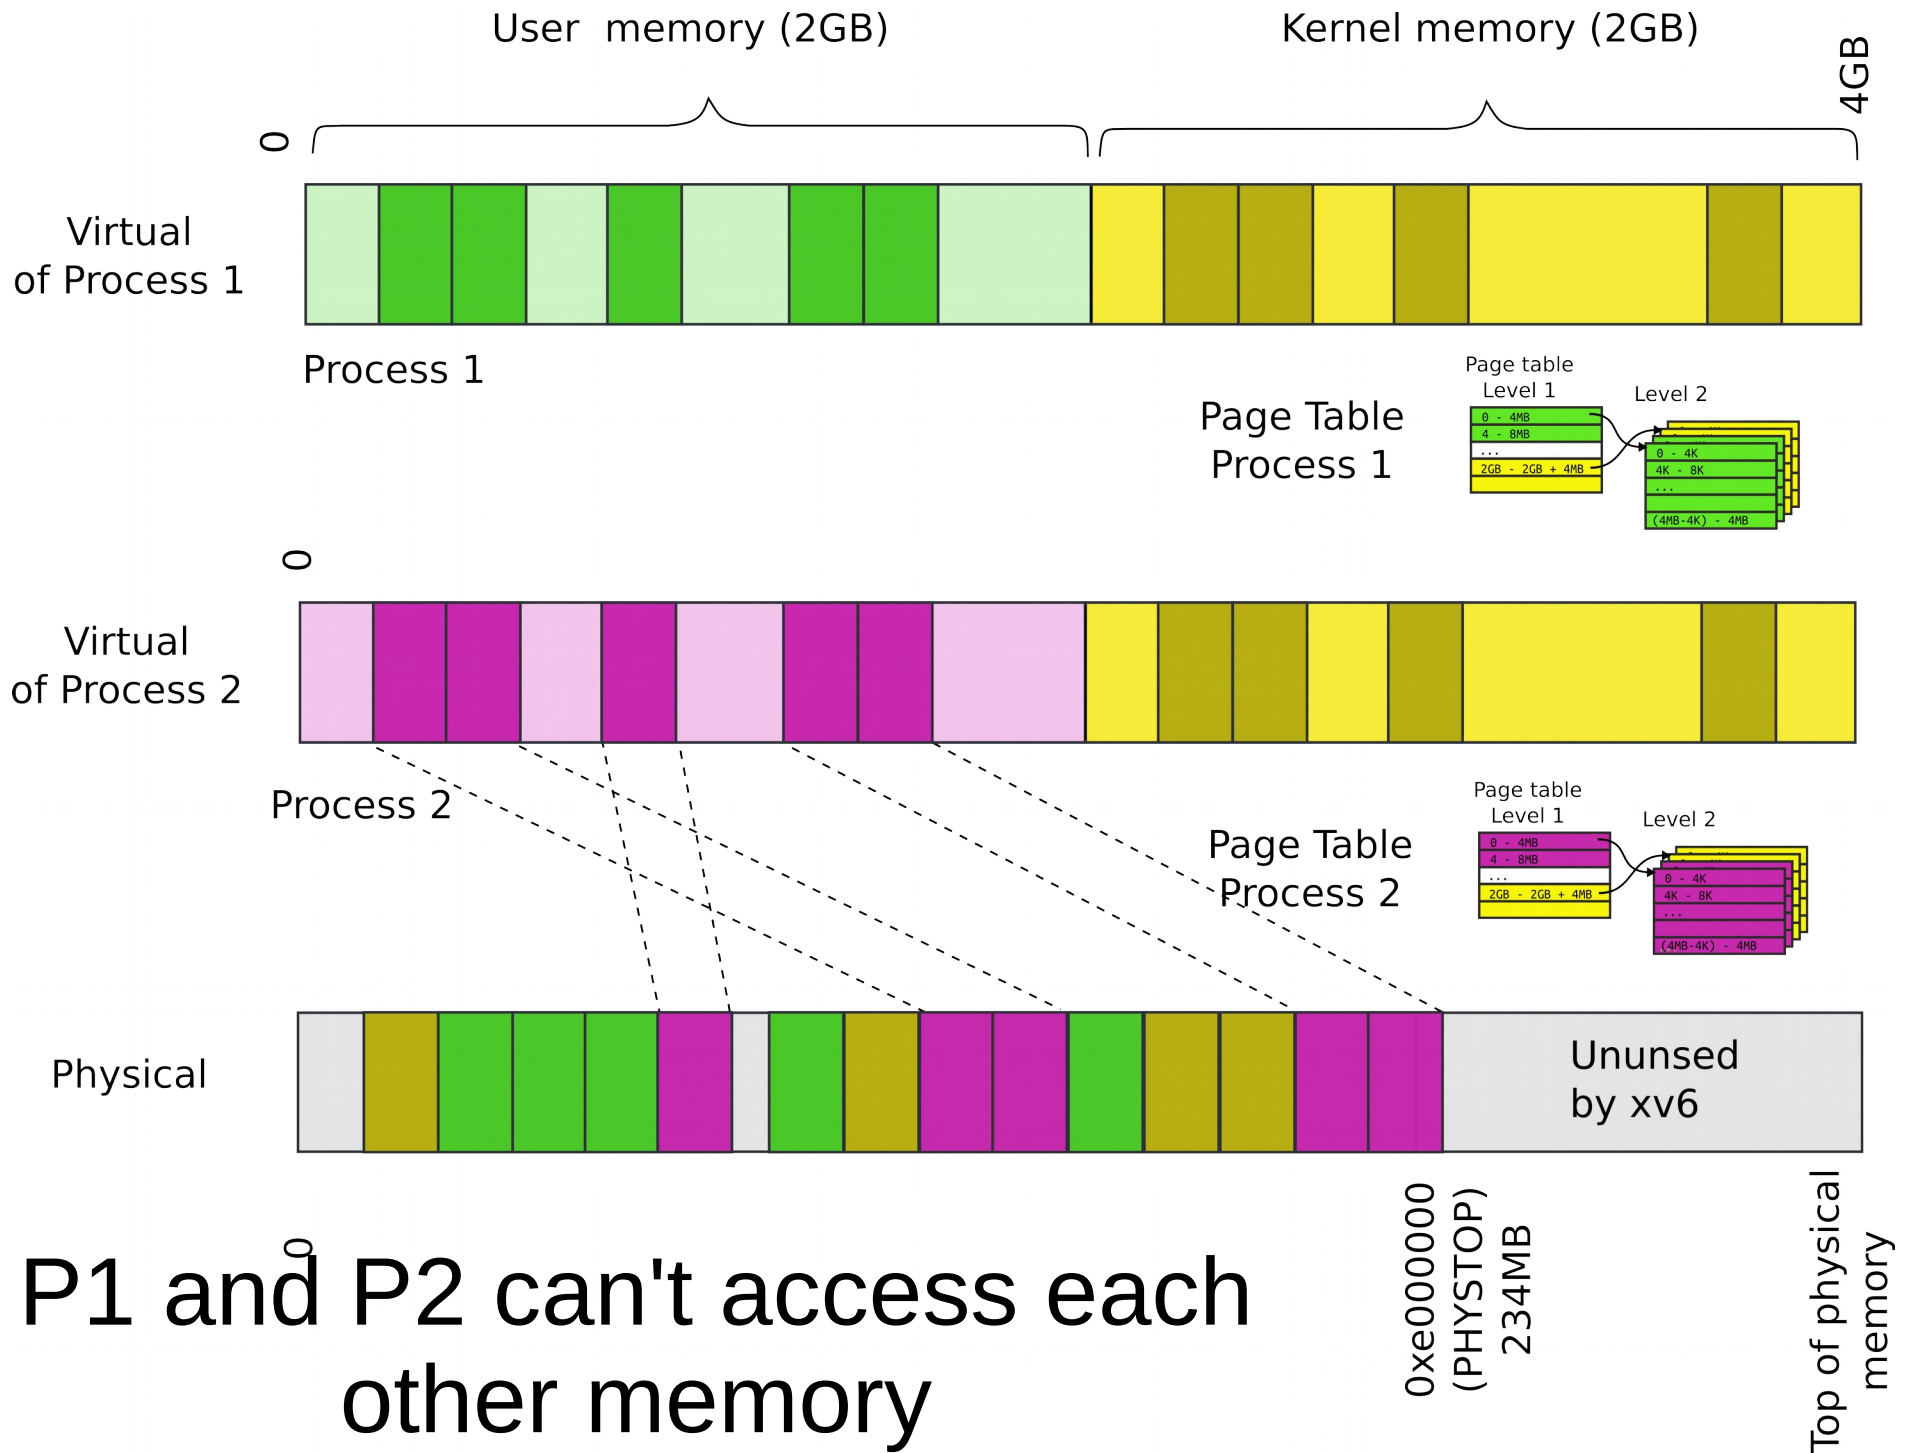 User  memory (2GB)
Kernel memory (2GB)
4GB
0
Virtual
of Process 1
Process 1
Page Table
Process 1
Page table
Level 1
Level 2
0 - 4MB
4 - 8MB
...
2GB - 2GB + 4MB
0 - 4K
4K - 8K
...
(4MB-4K) - 4MB
0
Virtual
of Process 2
Process 2
Page Table
Process 2
Page table
Level 1
Level 2
0 - 4MB
4 - 8MB
...
2GB - 2GB + 4MB
0 - 4K
4K - 8K
...
(4MB-4K) - 4MB
Physical
Ununsed
by xv6
0
0xe000000
(PHYSTOP)
234MB
Top of physical
memory
P1 and P2 can't access each
other memory